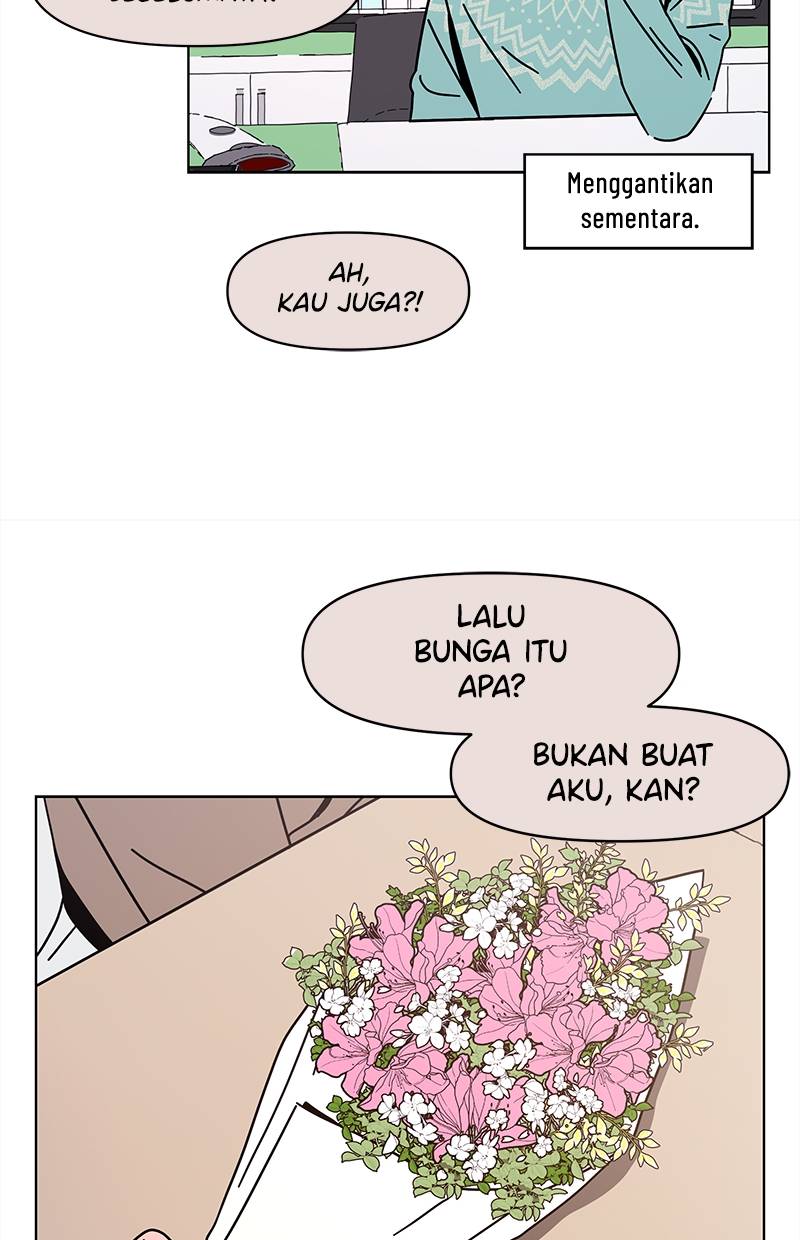 Menggantikan
sementara.
AH,
KAU JUGA?!
LALU
BUNGA ITU
APA?
BUKAN BUAT
AKU, KAN?